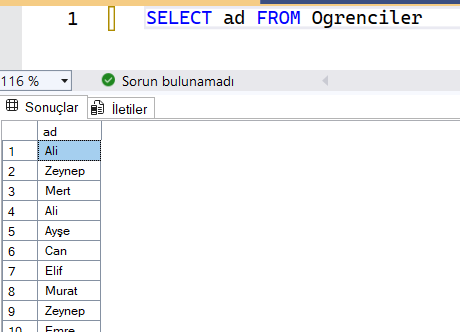 1 SELECT ad FROM Ogrenciler
116 % Sorun bulunamadı
Sonuçlar İletiler
ad
1 Ali
2 Zeynep
3 Mert
4 Ali
5 Ayşe
6 Can
7 Elif
8 Murat
9 Zeynep
10 Emre